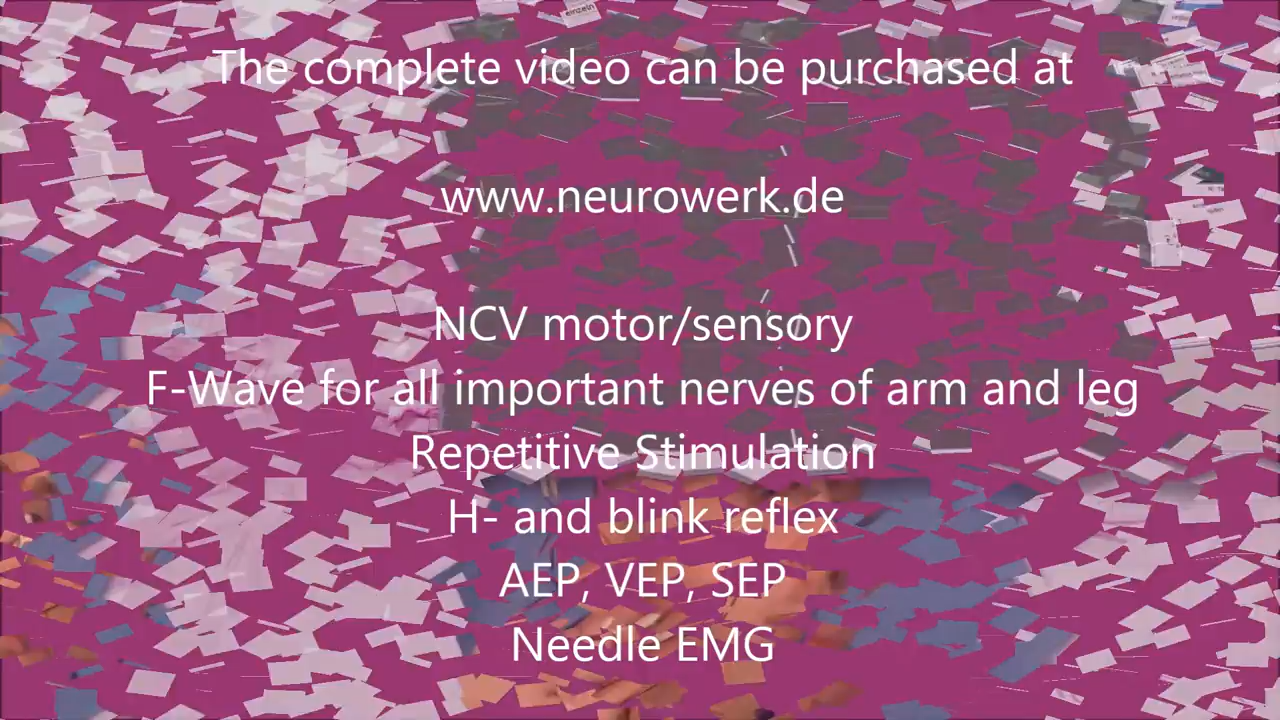 einzeln
The complete video can be purchased at
www.neurowerk.de
NCV motor/sensory
F-Wave for all important nerves of arm and leg
Repetitive Stimulation
H- and blink reflex
AEP, VEP, SEP
Needle EMG